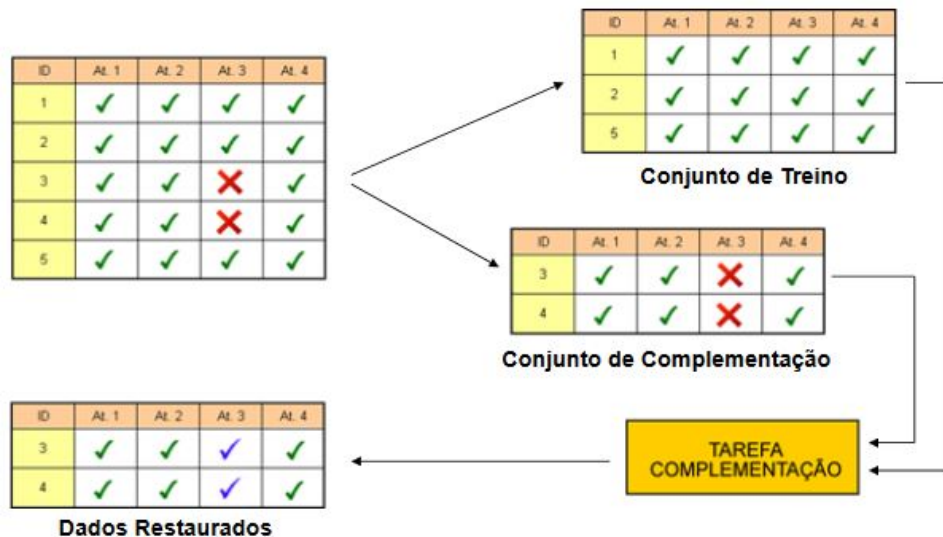 ID At. 1 At. 2 At. 3 At. 4
1
2
5
Conjunto de Treino
ID At. 1 At. 2 At. 3 At. 4
1
2
3
4
5
ID At. 1 At. 2 At. 3 At. 4
3
4
Conjunto de Complementação
ID At. 1 At. 2 At. 3 At. 4
3
4
Dados Restaurados
TAREFA
COMPLEMENTAÇÃO